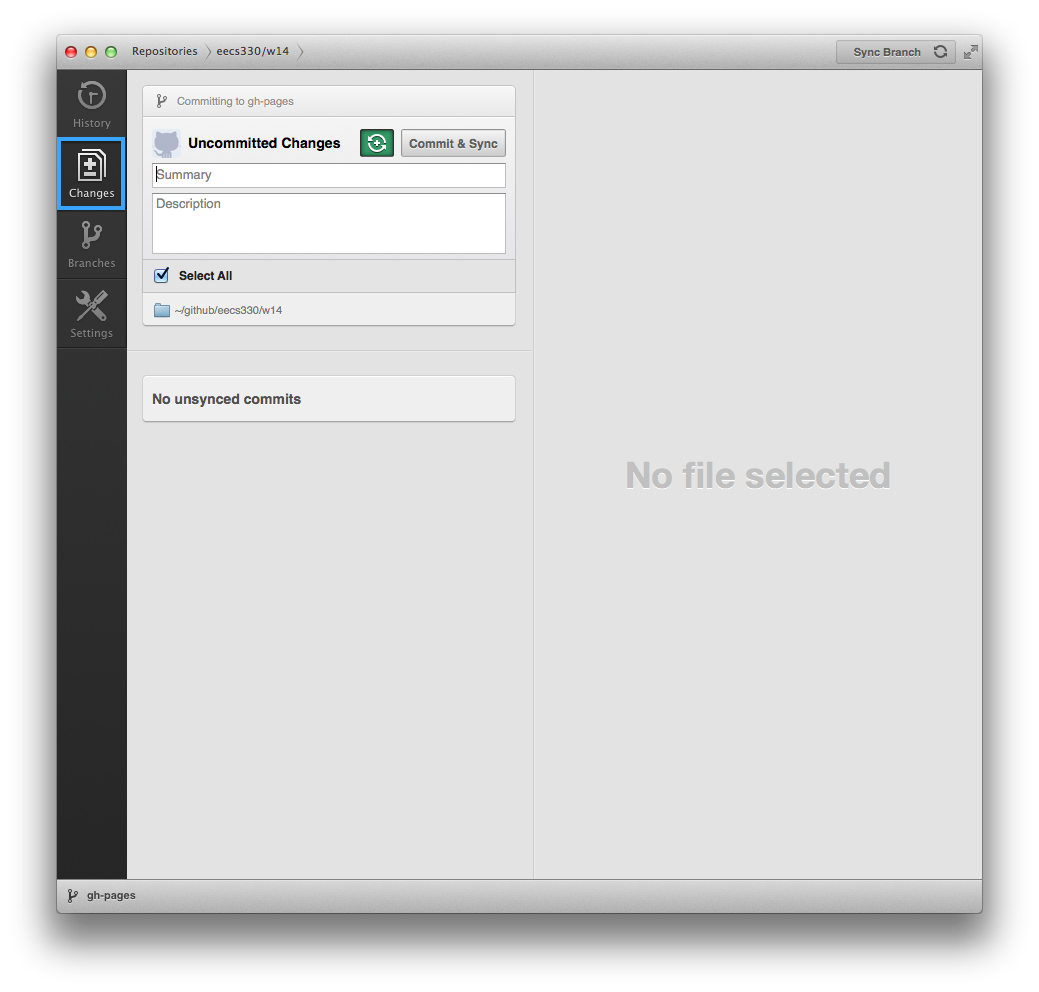 Repositories eecs330/w14 Sync Branch
History
Changes
Branches
Settings
Committing to gh-pages
Uncommitted Changes Commit & Sync
Summary
Description
Select All
~/github/eecs330/w14
No unsynced commits
No file selected
gh-pages